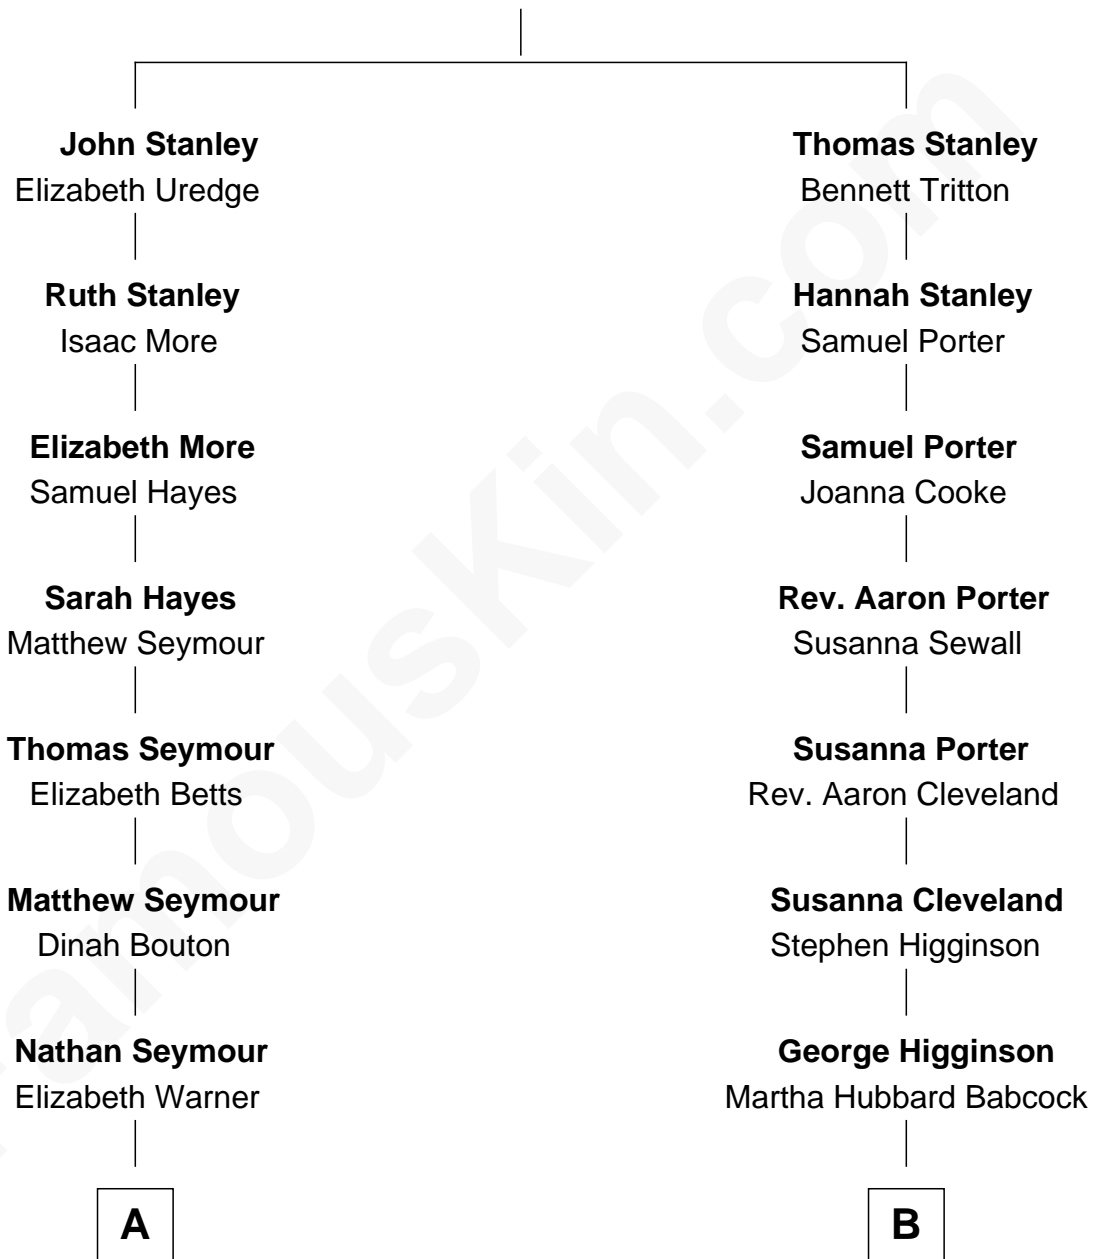 John Stanley
Elizabeth Uredge
Ruth Stanley
Isaac More
Elizabeth More
Samuel Hayes
Sarah Hayes
Matthew Seymour
Thomas Seymour
Elizabeth Betts
Matthew Seymour
Dinah Bouton
Nathan Seymour
Elizabeth Warner
A
Thomas Stanley
Bennett Tritton
Hannah Stanley
Samuel Porter
Samuel Porter
Joanna Cooke
Rev. Aaron Porter
Susanna Sewall
Susanna Porter
Rev. Aaron Cleveland
Susanna Cleveland
Stephen Higginson
George Higginson
Martha Hubbard Babcock
B
FamousKin.com